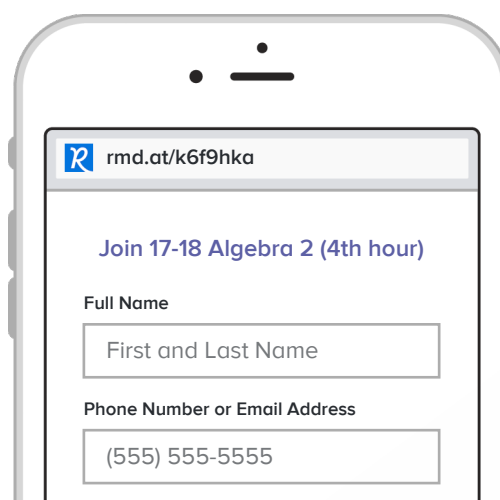 rmd.at/k6f9hka
Join 17-18 Algebra 2 (4th hour)
Full Name
First and Last Name
Phone Number or Email Address
(555) 555-5555